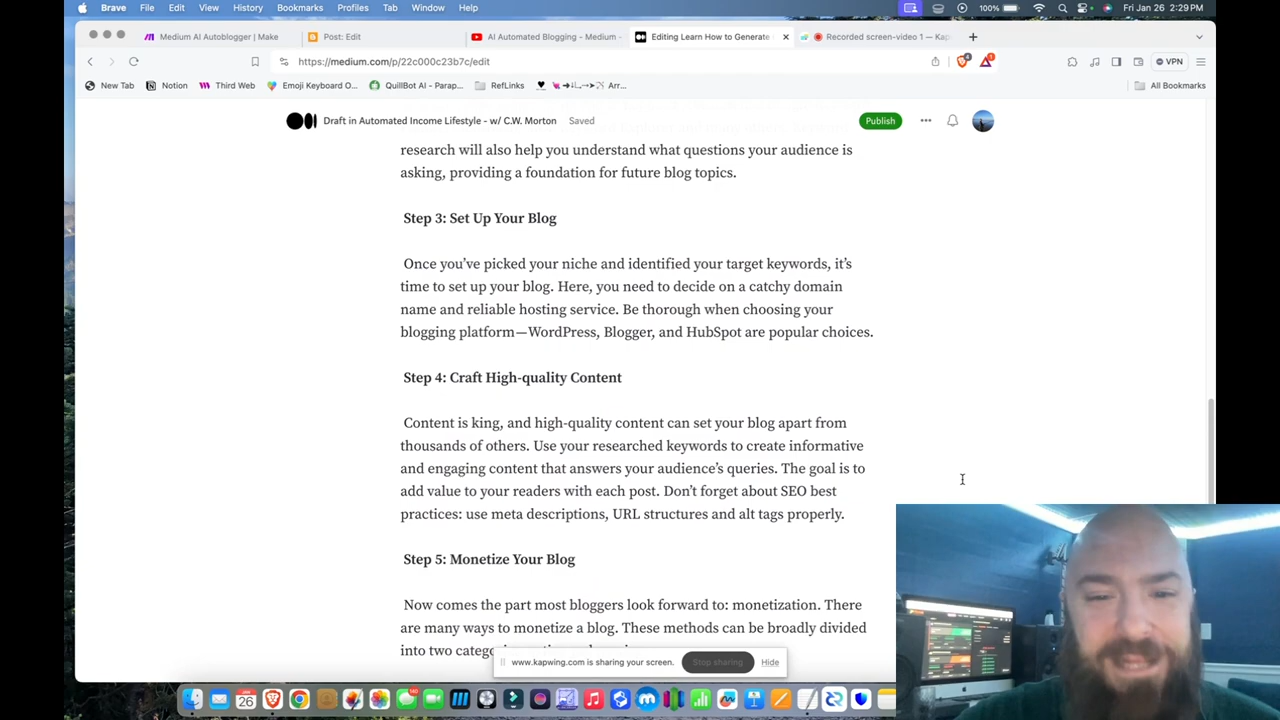 Brave File Edit View History Bookmarks Profiles Tab Window Help 100% Fri Jan 26 2:29 PM
Medium AI Autoblogger | Make Post: Edit AI Automated Blogging - Medium - Editing Learn How to Generate Recorded screen-video 1 — Kap
https://medium.com/p/22c000c23b7c/edit VPN
New Tab Notion Third Web Emoji Keyboard O... QuillBot AI - Parap... RefLinks Arr... All Bookmarks
Draft in Automated Income Lifestyle - w/ C.W. Morton Saved Publish
research will also help you understand what questions your audience is
asking, providing a foundation for future blog topics.
Step 3: Set Up Your Blog
Once you’ve picked your niche and identified your target keywords, it’s
time to set up your blog. Here, you need to decide on a catchy domain
name and reliable hosting service. Be thorough when choosing your
blogging platform — WordPress, Blogger, and HubSpot are popular choices.
Step 4: Craft High-quality Content
Content is king, and high-quality content can set your blog apart from
thousands of others. Use your researched keywords to create informative
and engaging content that answers your audience’s queries. The goal is to
add value to your readers with each post. Don’t forget about SEO best
practices: use meta descriptions, URL structures and alt tags properly.
Step 5: Monetize Your Blog
Now comes the part most bloggers look forward to: monetization. There
are many ways to monetize a blog. These methods can be broadly divided
into two categ
www.kapwing.com is sharing your screen. Stop sharing Hide